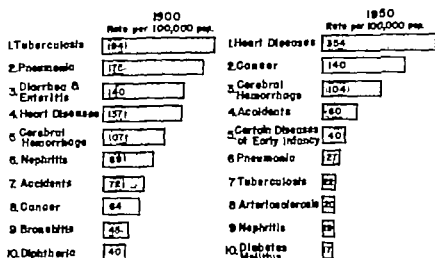 1900
Rate per 100,000 pop.
1. Tuberculosis 194
2. Pneumonia 175
3. Diarrhea &
Enteritis 140
4. Heart Diseases 137
5. Cerebral
Hemorrhage 107
6. Nephritis
7. Accidents 72
8. Cancer 64
9. Bronchitis 45
10. Diphtheria 40
1950
Rate per 100,000 pop.
1. Heart Diseases 354
2. Cancer 140
3. Cerebral
Hemorrhage 104
4. Accidents 60
5. Certain Diseases
of Early Infancy 40
6 Pneumonia 27
7 Tuberculosis 22
8 Arteriosclerosis 20
9 Nephritis
10. Diabetes
Mellitus 17